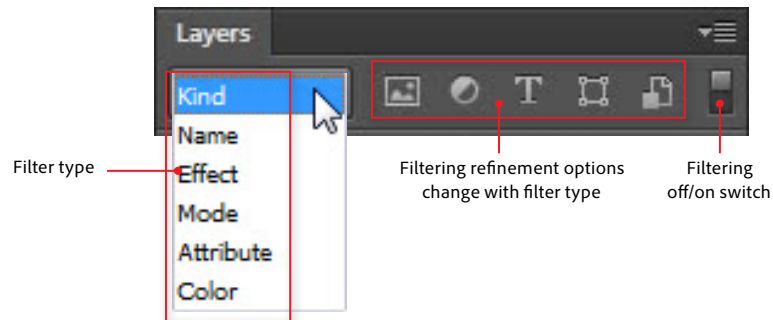 Layers
Kind
Name
Effect
Mode
Attribute
Color
T
Filter type
Filtering refinement options
change with filter type
Filtering
off/on switch